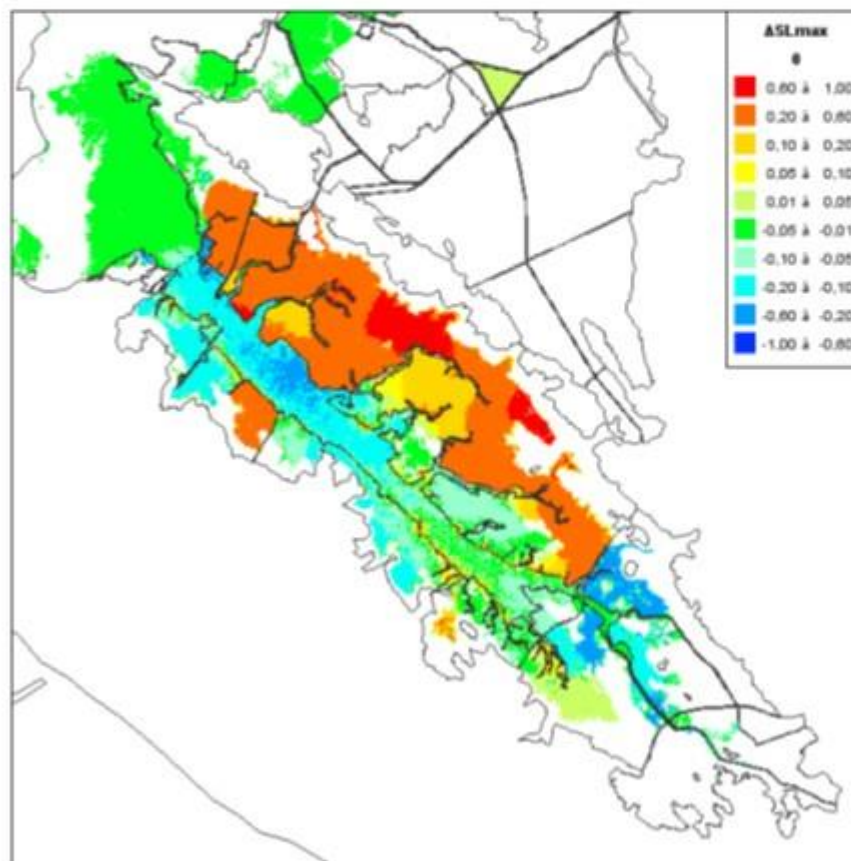 ΔSLmax
θ
0,60 à 1,00
0,20 à 0,60
0,10 à 0,20
0,05 à 0,10
0,01 à 0,05
-0,05 à -0,01
-0,10 à -0,05
-0,20 à -0,10
-0,60 à -0,20
-1,00 à -0,60